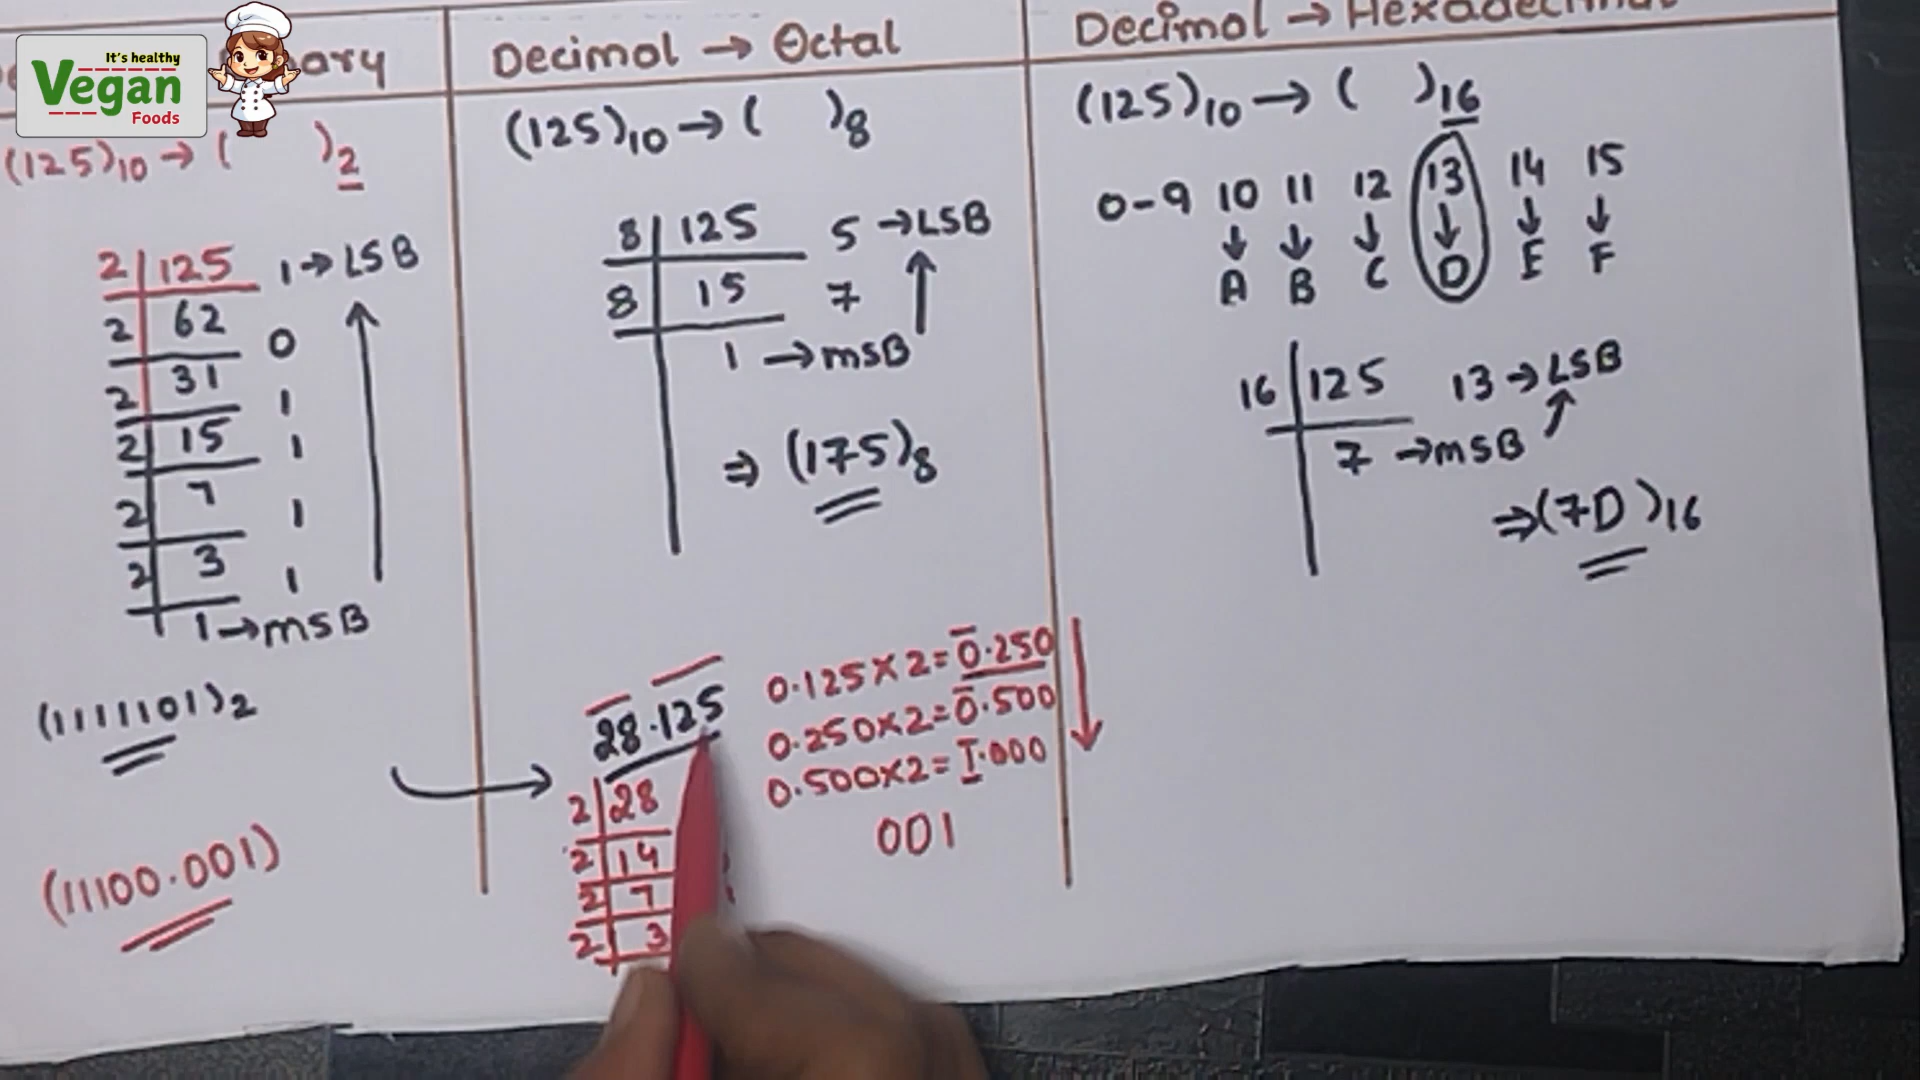 It's healthy
Vegan
Foods
ary
(125)10 → ( )2
2 | 125 1 → LSB
2 | 62 0
2 | 31 1
2 | 15 1
2 | 7 1
2 | 3 1
1 → MSB
(1111101)2
(11100.001)
Decimal → Octal
(125)10 → ( )8
8 | 125 5 → LSB
8 | 15 7
1 → MSB
⇒ (175)8
28.125
2 | 28
2 | 14
2 | 7
2 | 3
0.125×2=0.250
0.250×2=0.500
0.500×2=1.000
001
Decimal → Hexadecimal
(125)10 → ( )16
0-9 10 11 12 13 14 15
↓ ↓ ↓ ↓ ↓ ↓
A B C D E F
16 | 125 13 → LSB
7 → MSB
⇒ (7D)16